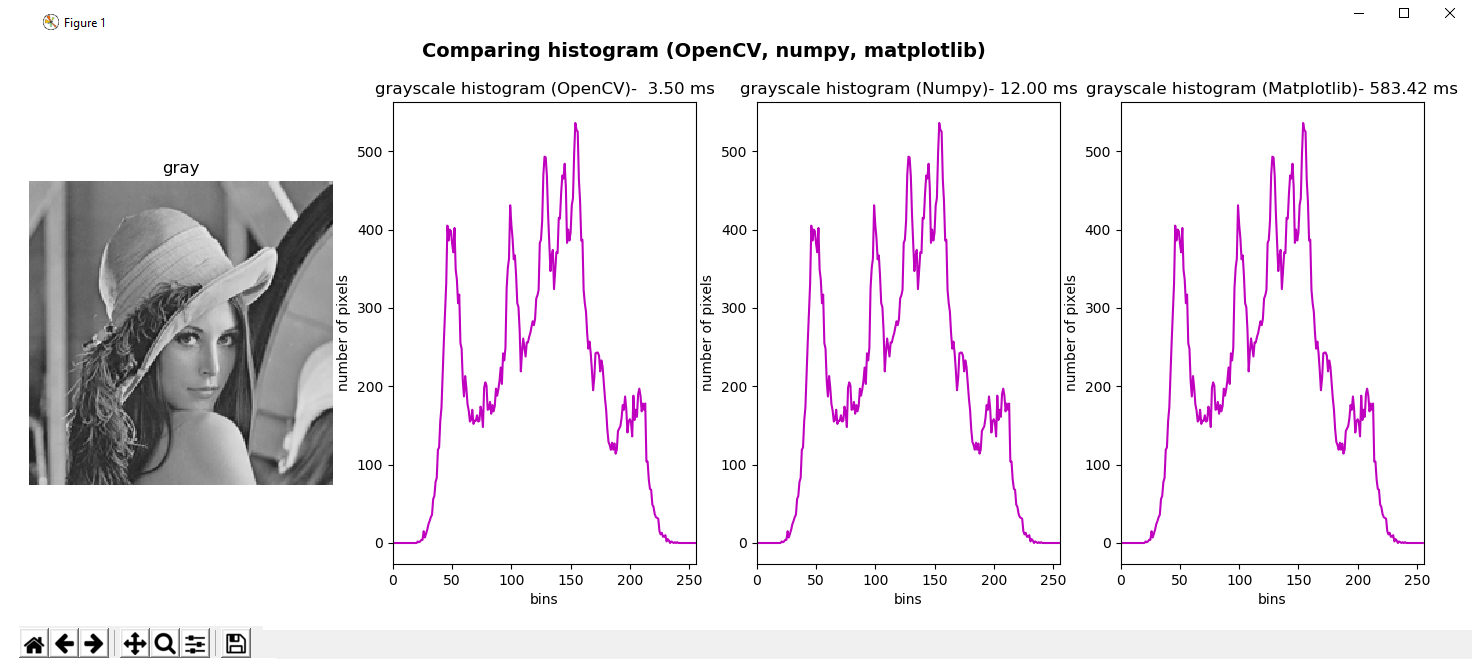 Figure 1
Comparing histogram (OpenCV, numpy, matplotlib)
gray
grayscale histogram (OpenCV)-  3.50 ms
number of pixels
500
400
300
200
100
0
0 50 100 150 200 250
bins
grayscale histogram (Numpy)- 12.00 ms
number of pixels
500
400
300
200
100
0
0 50 100 150 200 250
bins
grayscale histogram (Matplotlib)- 583.42 ms
number of pixels
500
400
300
200
100
0
0 50 100 150 200 250
bins